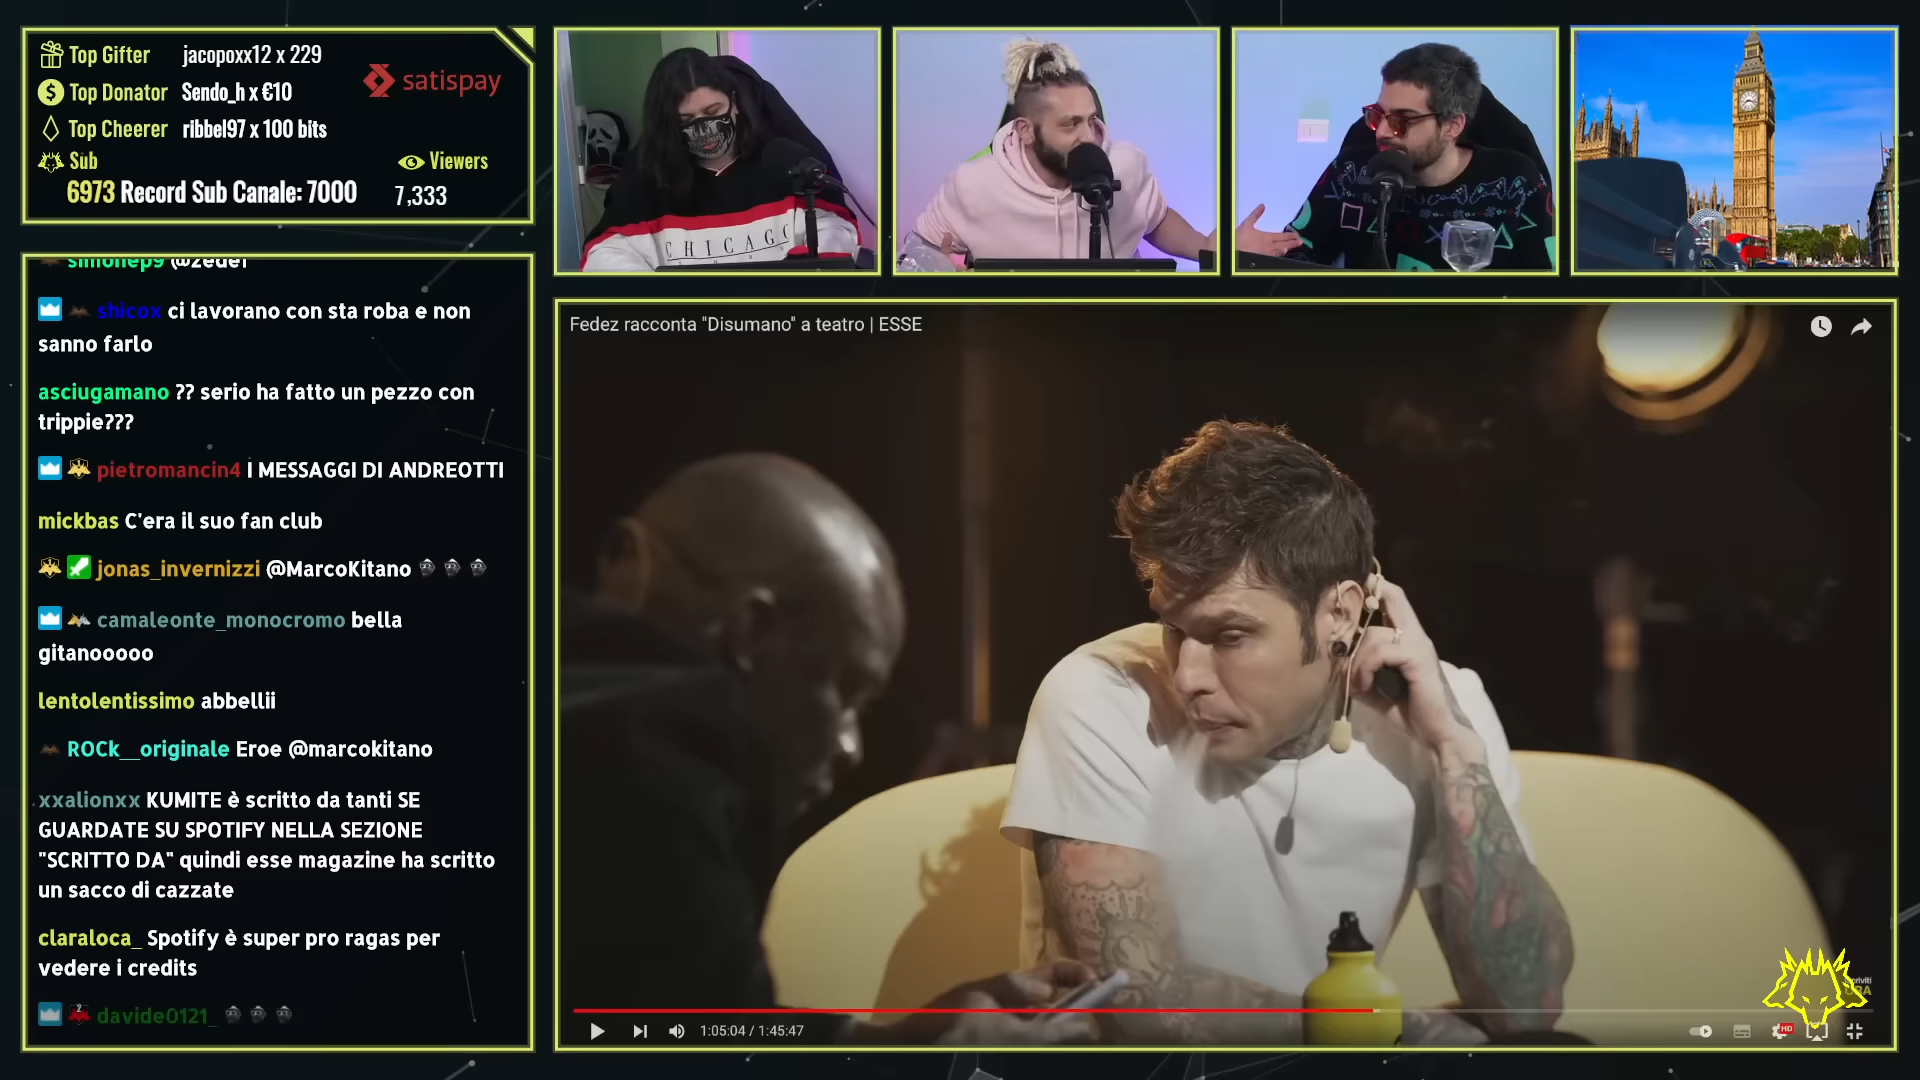 Top Gifter jacopoxx12 x 229
Top Donator Sendo_h x €10
satispay
Top Cheerer ribbel97 x 100 bits
Sub
Viewers
6973 Record Sub Canale: 7000
7,333
simonep9 @zedef
shicox ci lavorano con sta roba e non
sanno farlo
asciugamano ?? serio ha fatto un pezzo con
trippie???
pietromancin4 I MESSAGGI DI ANDREOTTI
mickbas C'era il suo fan club
jonas_invernizzi @MarcoKitano
camaleonte_monocromo bella
gitanooooo
lentolentissimo abbellii
ROCk__originale Eroe @marcokitano
xxalionxx KUMITE è scritto da tanti SE
GUARDATE SU SPOTIFY NELLA SEZIONE
"SCRITTO DA" quindi esse magazine ha scritto
un sacco di cazzate
claraloca_ Spotify è super pro ragas per
vedere i credits
davide0121_
CHICAGO
Fedez racconta "Disumano" a teatro | ESSE
1:05:04 / 1:45:47
HD